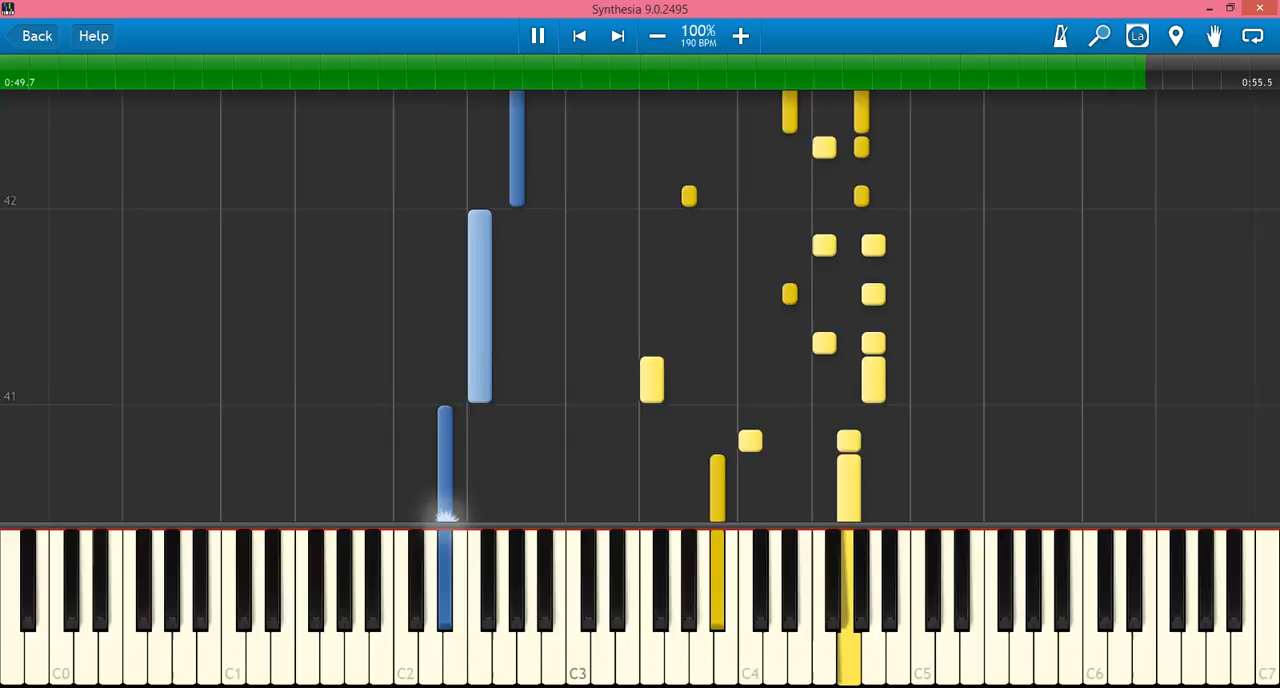 Synthesia 9.0.2495
Back
Help
100%
190 BPM
La
0:49,7
0:55.5
42
41
C0
C1
C2
C3
C4
C5
C6
C7